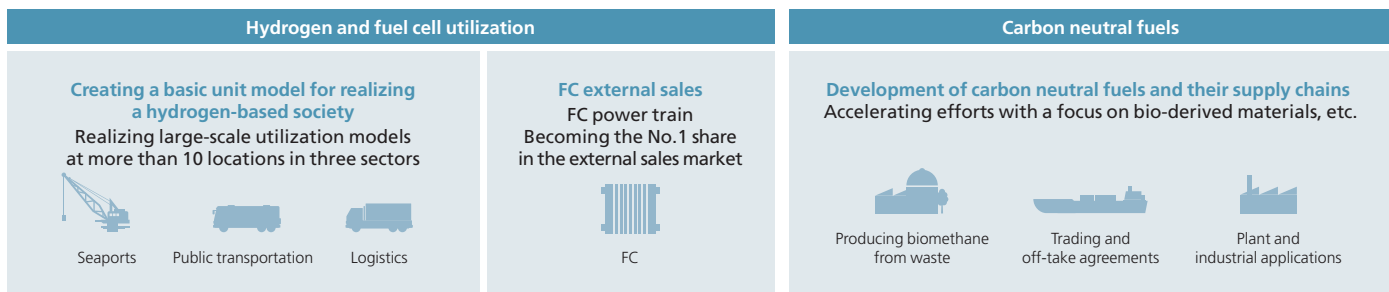 Hydrogen and fuel cell utilization
Creating a basic unit model for realizing
a hydrogen-based society
Realizing large-scale utilization models
at more than 10 locations in three sectors
Seaports
Public transportation
Logistics
FC external sales
FC power train
Becoming the No.1 share
in the external sales market
FC
Carbon neutral fuels
Development of carbon neutral fuels and their supply chains
Accelerating efforts with a focus on bio-derived materials, etc.
Producing biomethane
from waste
Trading and
off-take agreements
Plant and
industrial applications